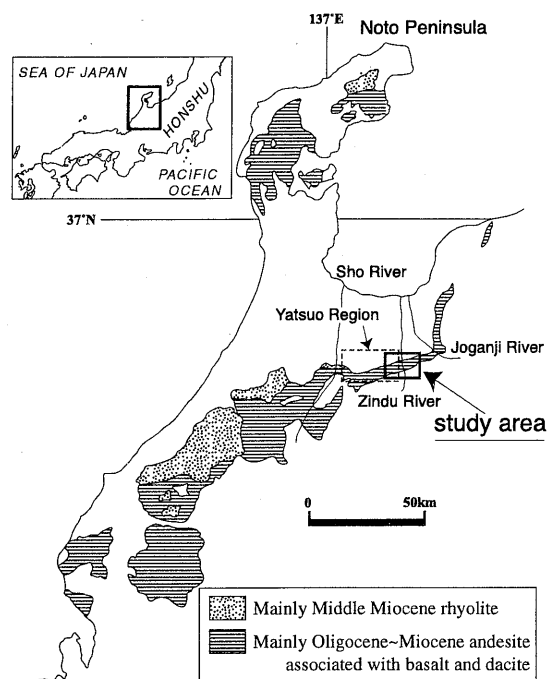 137°E
Noto Peninsula
SEA OF JAPAN
HONSHU
PACIFIC
OCEAN
37°N
Sho River
Yatsuo Region
Joganji River
Zindu River
study area
0 50km
Mainly Middle Miocene rhyolite
Mainly Oligocene~Miocene andesite
associated with basalt and dacite